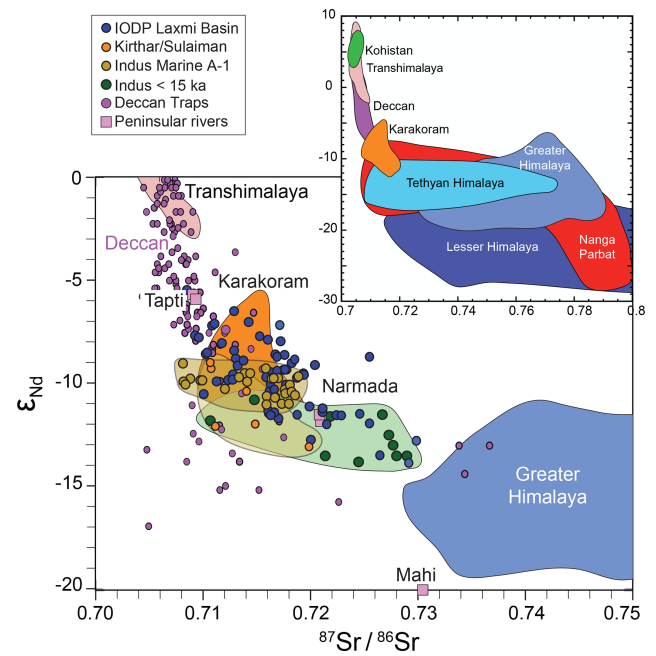 IODP Laxmi Basin
Kirthar/Sulaiman
Indus Marine A-1
Indus < 15 ka
Deccan Traps
Peninsular rivers
10
0
-10
-20
-30
0.7
0.72
0.74
0.76
0.78
0.8
Kohistan
Transhimalaya
Deccan
Karakoram
Greater
Himalaya
Tethyan Himalaya
Lesser Himalaya
Nanga
Parbat
0
-5
-10
-15
-20
εNd
Transhimalaya
Deccan
Karakoram
'Tapti
Narmada
Greater
Himalaya
Mahi
0.70
0.71
0.72
0.73
0.74
0.75
87Sr / 86Sr